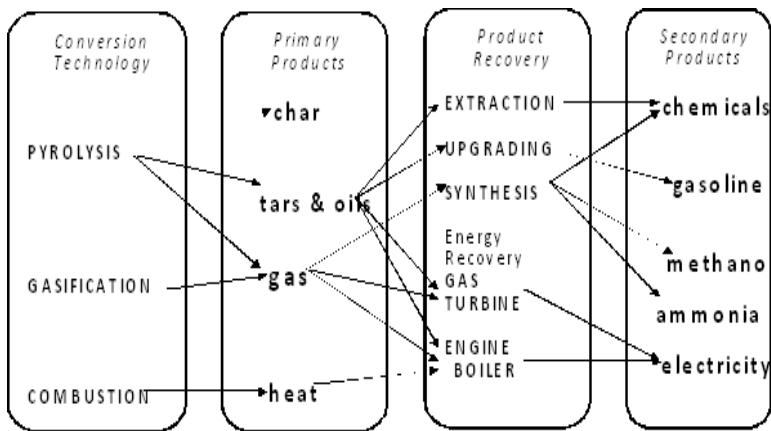 Conversion
Technology
PYROLYSIS
GASIFICATION
COMBUSTION
Primary
Products
char
tars & oils
gas
heat
Product
Recovery
EXTRACTION
UPGRADING
SYNTHESIS
Energy
Recovery
GAS
TURBINE
ENGINE
BOILER
Secondary
Products
chemicals
gasoline
methano
ammonia
electricity